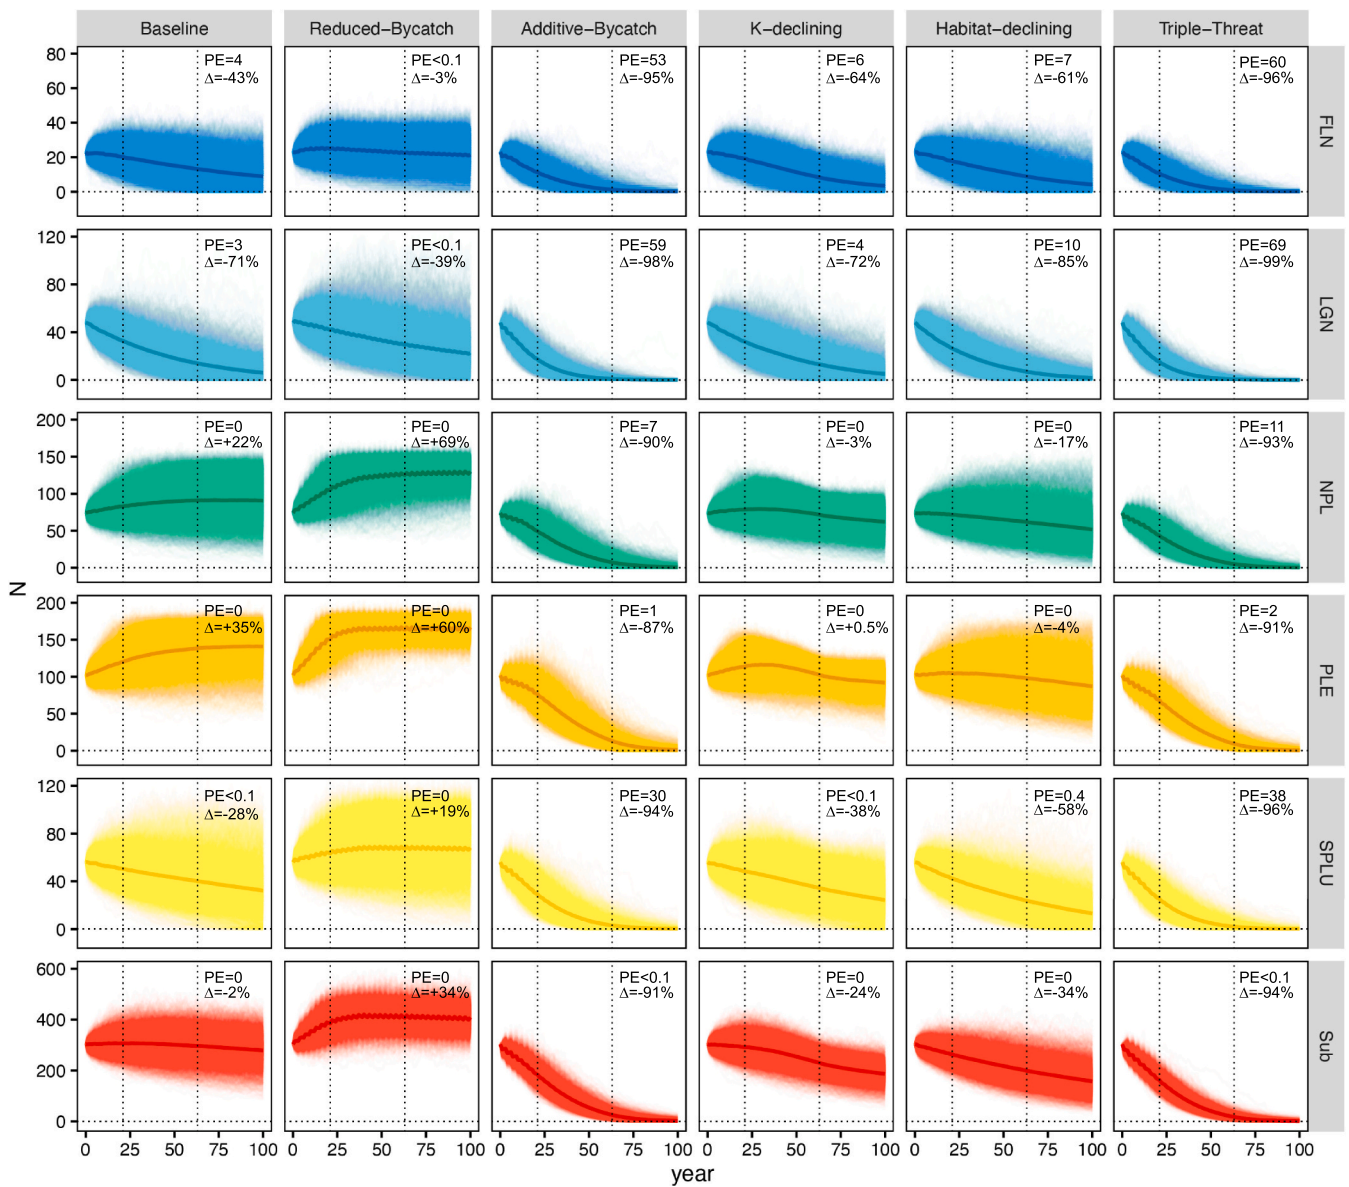 Baseline Reduced−Bycatch Additive−Bycatch K−declining Habitat−declining Triple−Threat
80
60
40
20
0
PE=4
Δ=-43%
PE<0.1
Δ=-3%
PE=53
Δ=-95%
PE=6
Δ=-64%
PE=7
Δ=-61%
PE=60
Δ=-96%
FLN
120
80
40
0
PE=3
Δ=-71%
PE<0.1
Δ=-39%
PE=59
Δ=-98%
PE=4
Δ=-72%
PE=10
Δ=-85%
PE=69
Δ=-99%
LGN
200
150
100
50
0
PE=0
Δ=+22%
PE=0
Δ=+69%
PE=7
Δ=-90%
PE=0
Δ=-3%
PE=0
Δ=-17%
PE=11
Δ=-93%
NPL
N
200
150
100
50
0
PE=0
Δ=+35%
PE=0
Δ=+60%
PE=1
Δ=-87%
PE=0
Δ=+0.5%
PE=0
Δ=-4%
PE=2
Δ=-91%
PLE
120
80
40
0
PE<0.1
Δ=-28%
PE=0
Δ=+19%
PE=30
Δ=-94%
PE<0.1
Δ=-38%
PE=0.4
Δ=-58%
PE=38
Δ=-96%
SPLU
600
400
200
0
PE=0
Δ=-2%
PE=0
Δ=+34%
PE<0.1
Δ=-91%
PE=0
Δ=-24%
PE=0
Δ=-34%
PE<0.1
Δ=-94%
Sub
0 25 50 75 100 0 25 50 75 100 0 25 50 75 100 0 25 50 75 100 0 25 50 75 100 0 25 50 75 100
year